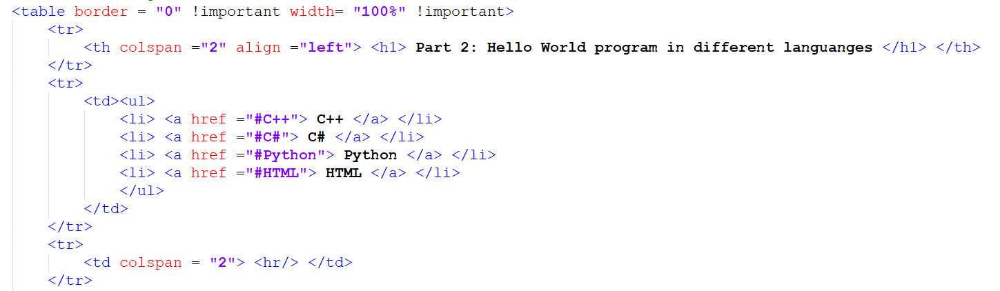 <table border = "0" !important width= "100%" !important>
<tr>
<th colspan ="2" align ="left"> <h1> Part 2: Hello World program in different languanges </h1> </th>
</tr>
<tr>
<td><ul>
<li> <a href ="#C++"> C++ </a> </li>
<li> <a href ="#C#"> C# </a> </li>
<li> <a href ="#Python"> Python </a> </li>
<li> <a href ="#HTML"> HTML </a> </li>
</ul>
</td>
</tr>
<tr>
<td colspan = "2"> <hr/> </td>
</tr>